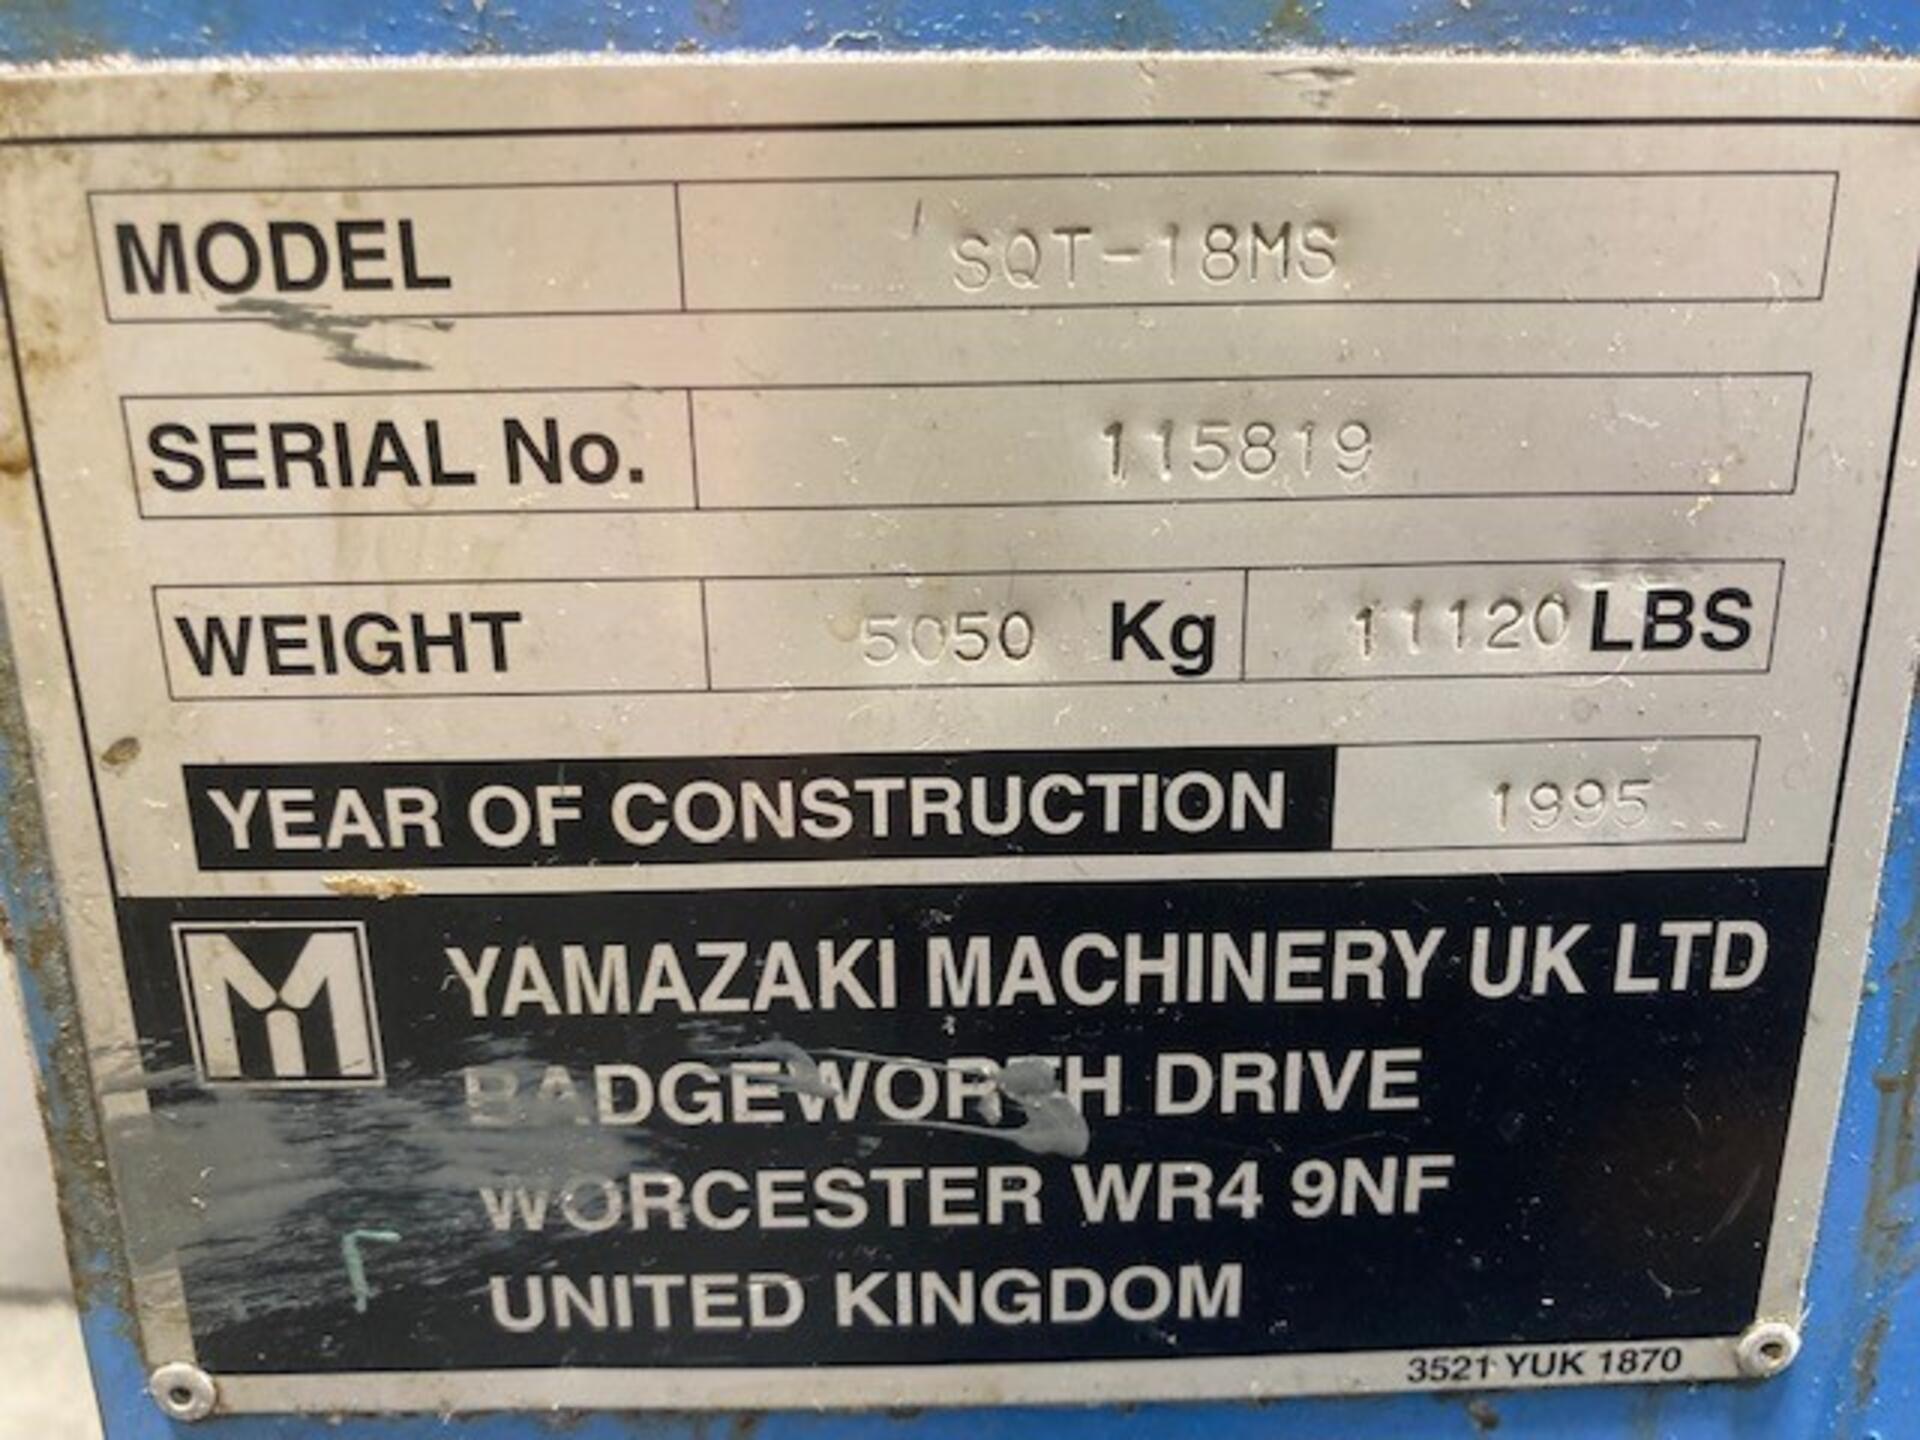 MODEL SQT-18MS
SERIAL No. 115819
WEIGHT 5050 Kg 11120 LBS
YEAR OF CONSTRUCTION 1995
M YAMAZAKI MACHINERY UK LTD
BADGEWORTH DRIVE
WORCESTER WR4 9NF
UNITED KINGDOM
3521 YUK 1870